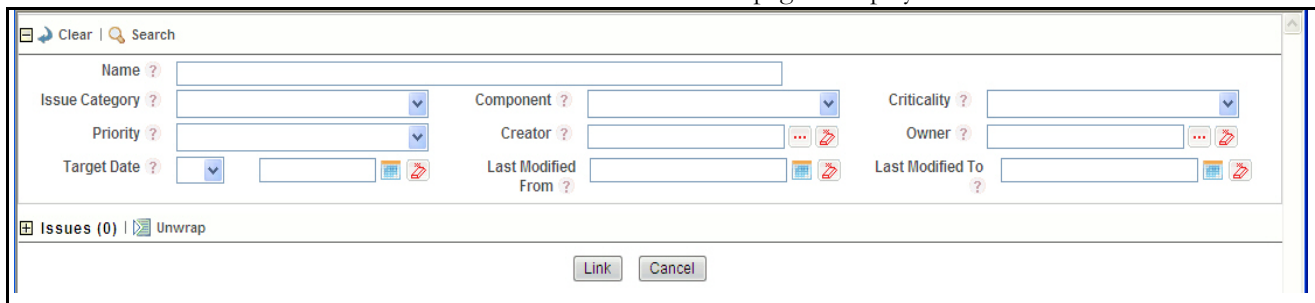 Clear | Search
Name ?
Issue Category ? Component ? Criticality ?
Priority ? Creator ? ... Owner ? ...
Target Date ? Last Modified From ? Last Modified To ?
Issues (0) | Unwrap
Link Cancel